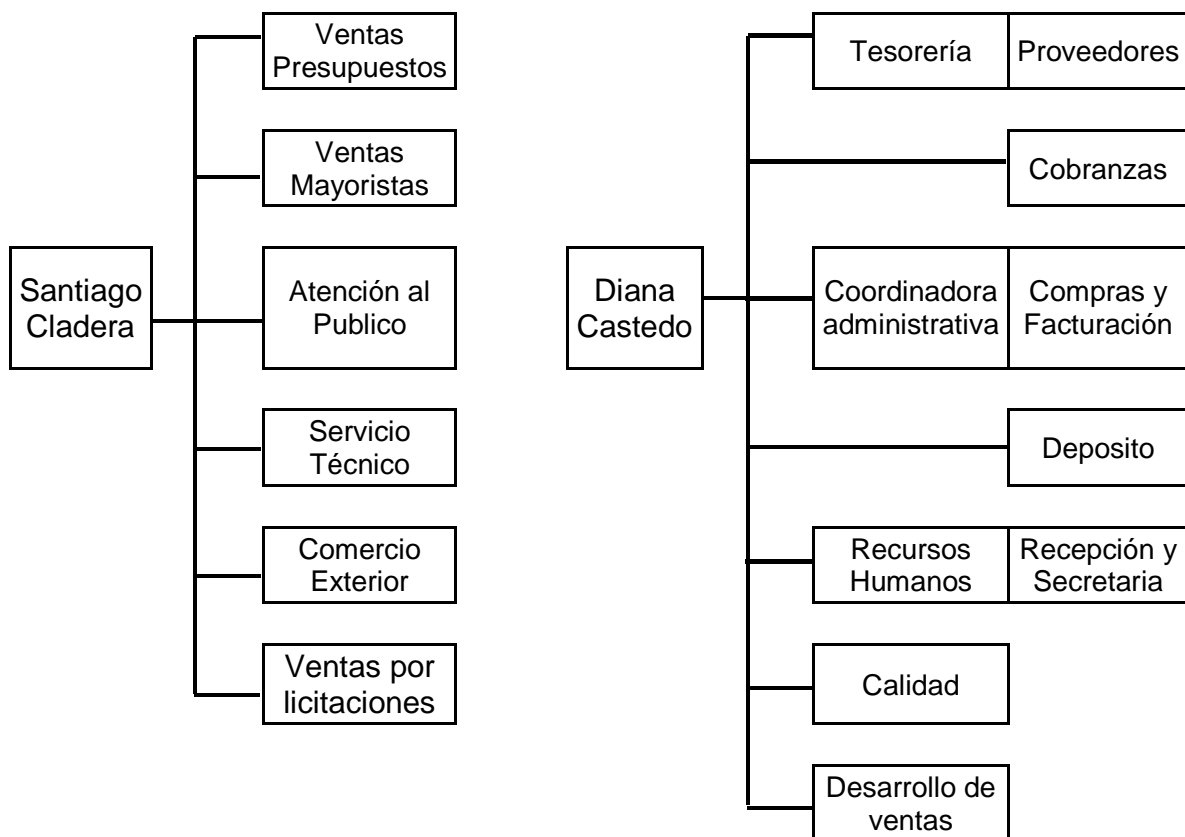 Ventas
Presupuestos
Ventas
Mayoristas
Santiago
Cladera
Atención al
Publico
Servicio
Técnico
Comercio
Exterior
Ventas por
licitaciones
Tesorería
Proveedores
Cobranzas
Diana
Castedo
Coordinadora
administrativa
Compras y
Facturación
Deposito
Recursos
Humanos
Recepción y
Secretaria
Calidad
Desarrollo de
ventas